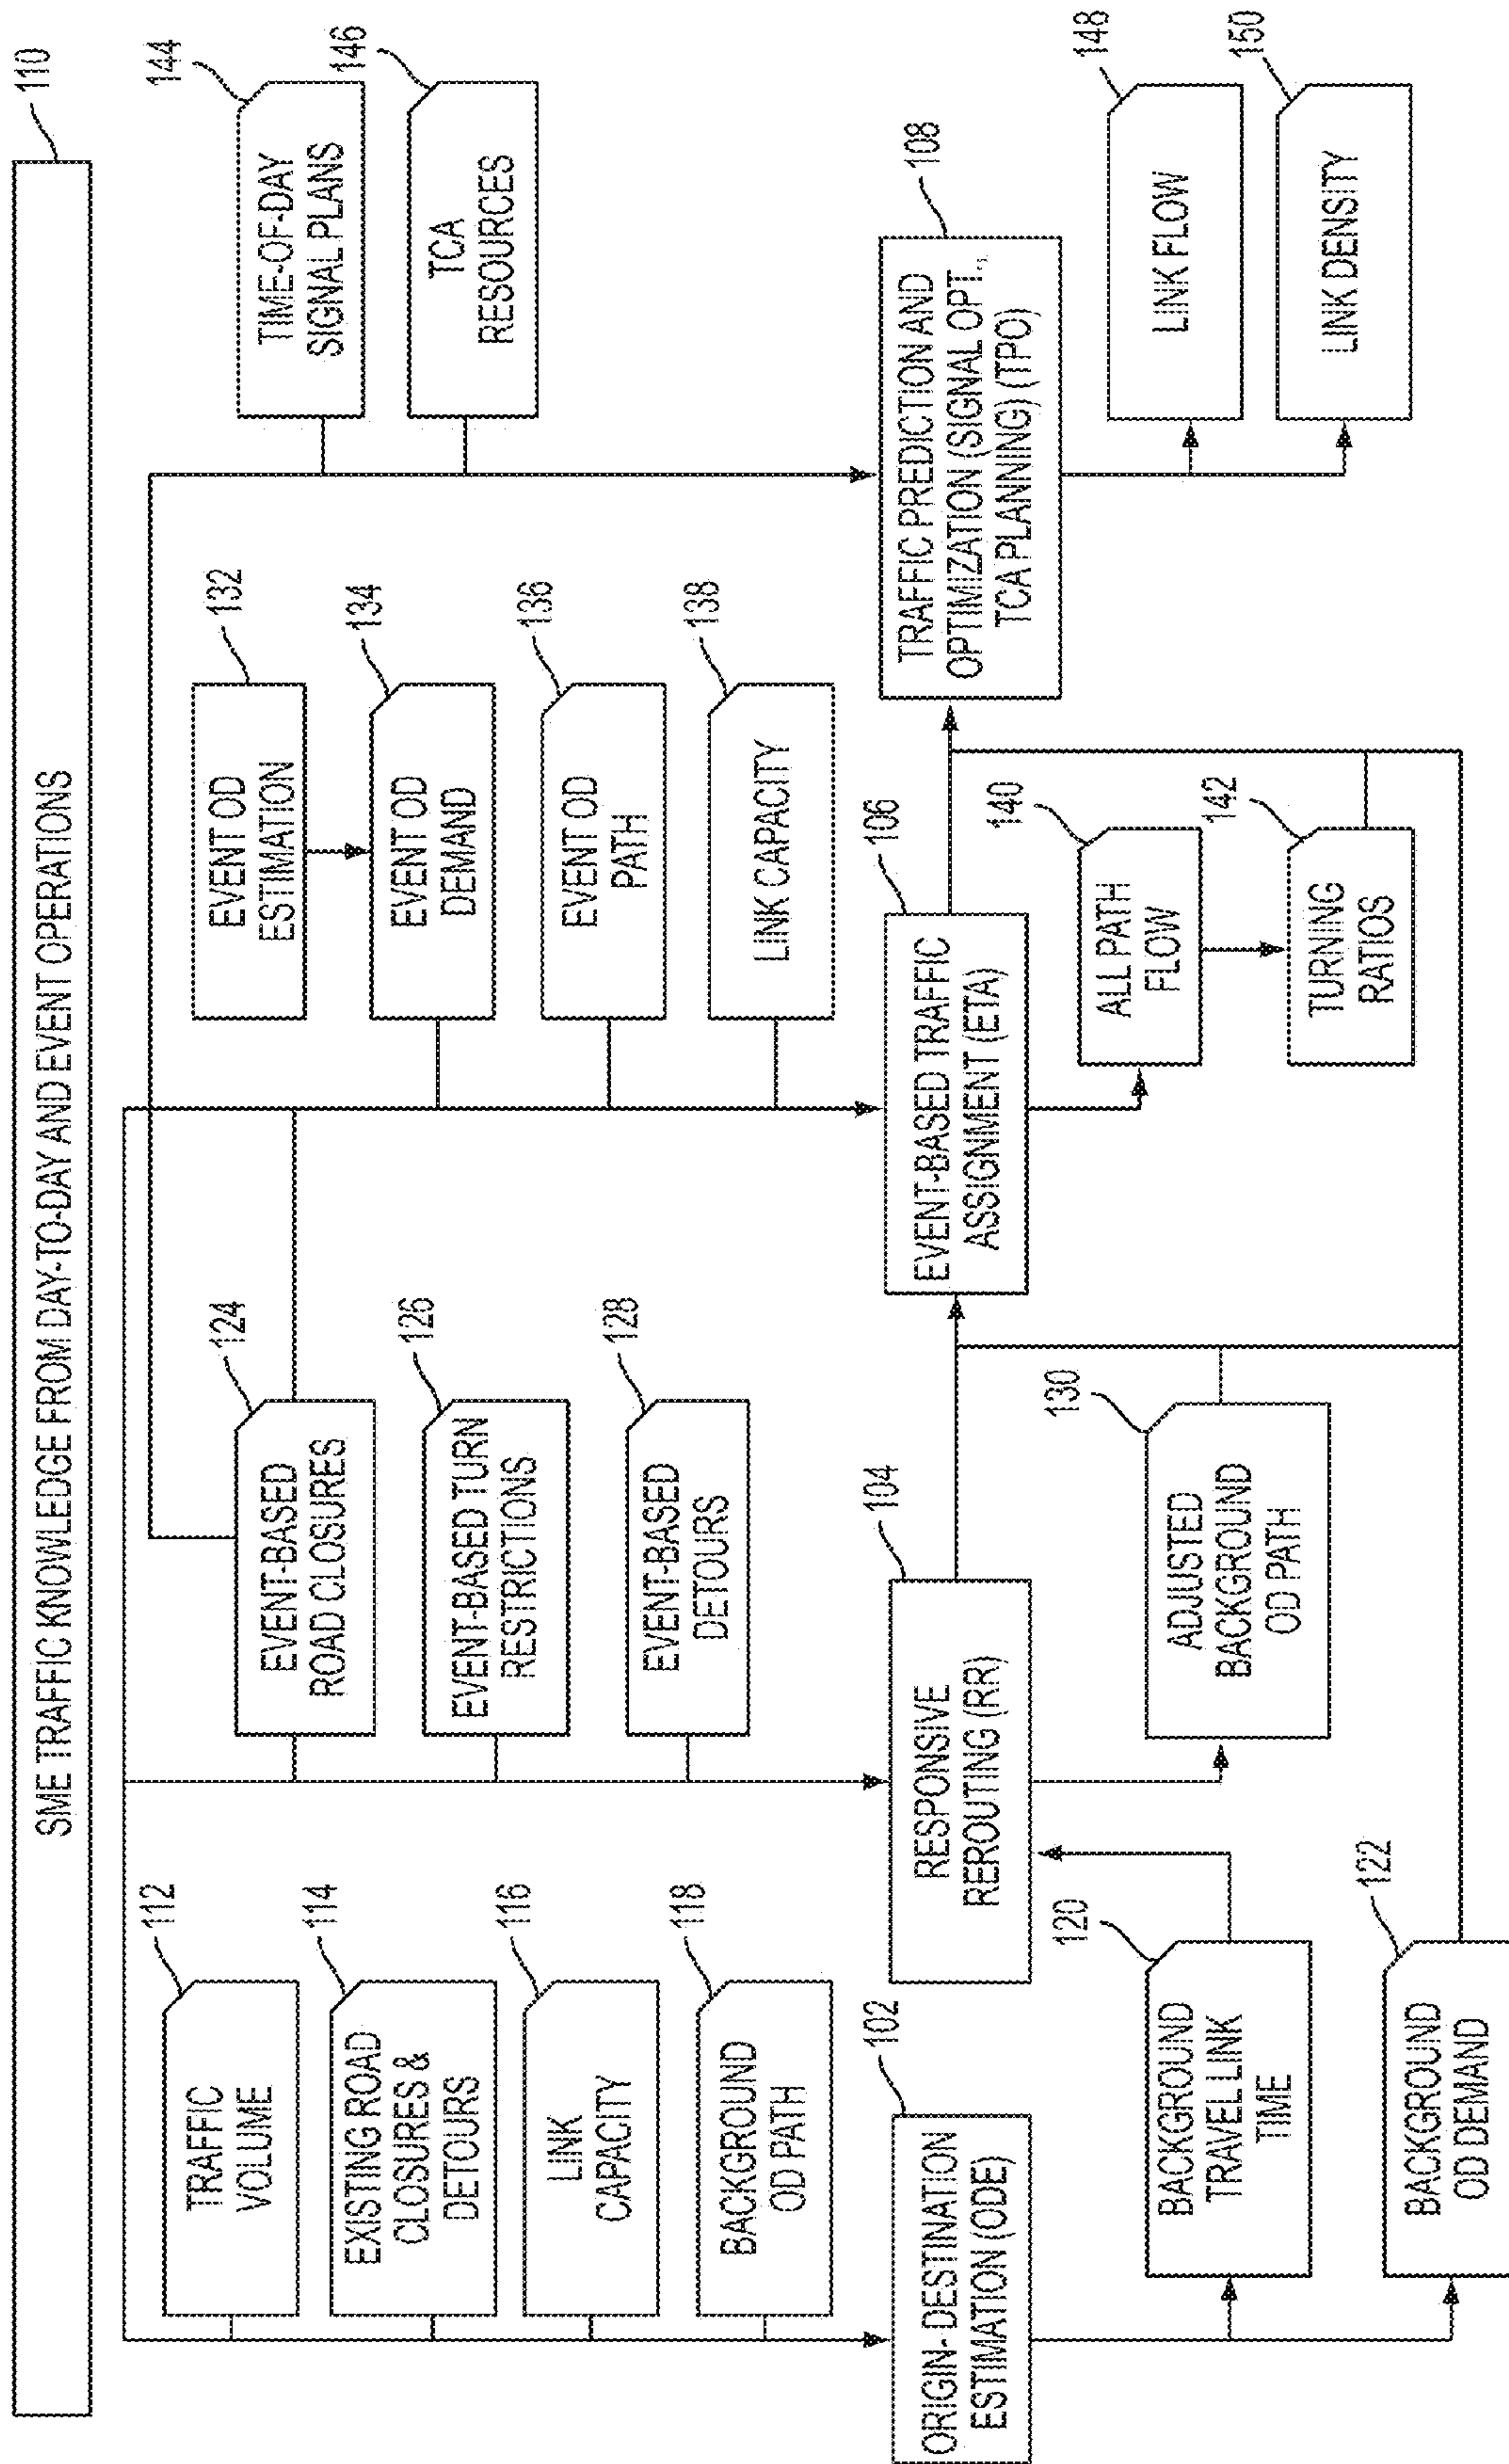 SME TRAFFIC KNOWLEDGE FROM DAY-TO-DAY AND EVENT OPERATIONS
110
TRAFFIC
VOLUME
112
EXISTING ROAD
CLOSURES &
DETOURS
114
LINK
CAPACITY
116
BACKGROUND
OD PATH
118
ORIGIN- DESTINATION
ESTIMATION (ODE)
102
BACKGROUND
TRAVEL LINK
TIME
120
BACKGROUND
OD DEMAND
122
EVENT-BASED
ROAD CLOSURES
124
EVENT-BASED TURN
RESTRICTIONS
126
EVENT-BASED
DETOURS
128
RESPONSIVE
REROUTING (RR)
104
ADJUSTED
BACKGROUND
OD PATH
130
EVENT OD
ESTIMATION
132
EVENT OD
DEMAND
134
EVENT OD
PATH
136
LINK CAPACITY
138
EVENT-BASED TRAFFIC
ASSIGNMENT (ETA)
106
ALL PATH
FLOW
140
TURNING
RATIOS
142
TIME-OF-DAY
SIGNAL PLANS
144
TCA
RESOURCES
146
TRAFFIC PREDICTION AND
OPTIMIZATION (SIGNAL OPT.,
TCA PLANNING) (TPO)
108
LINK FLOW
148
LINK DENSITY
150